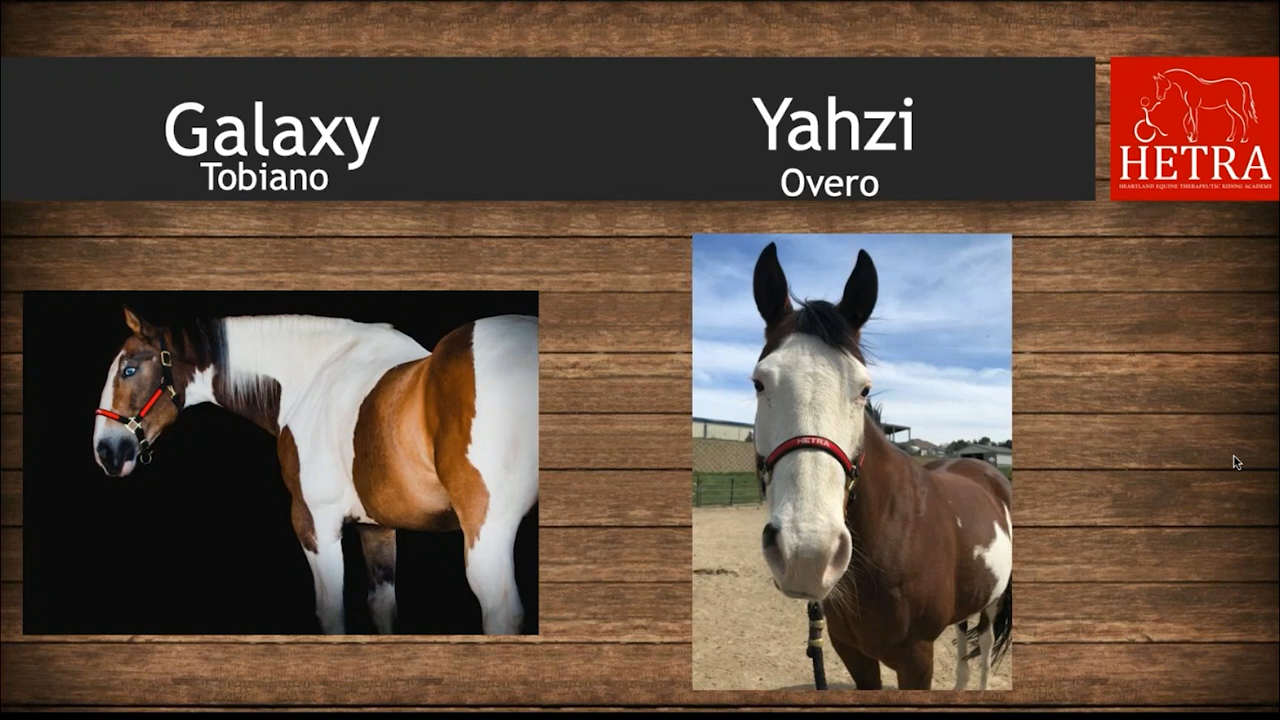 Galaxy
Tobiano
Yahzi
Overo
HETRA
HEARTLAND EQUINE THERAPEUTIC RIDING ACADEMY
HETRA